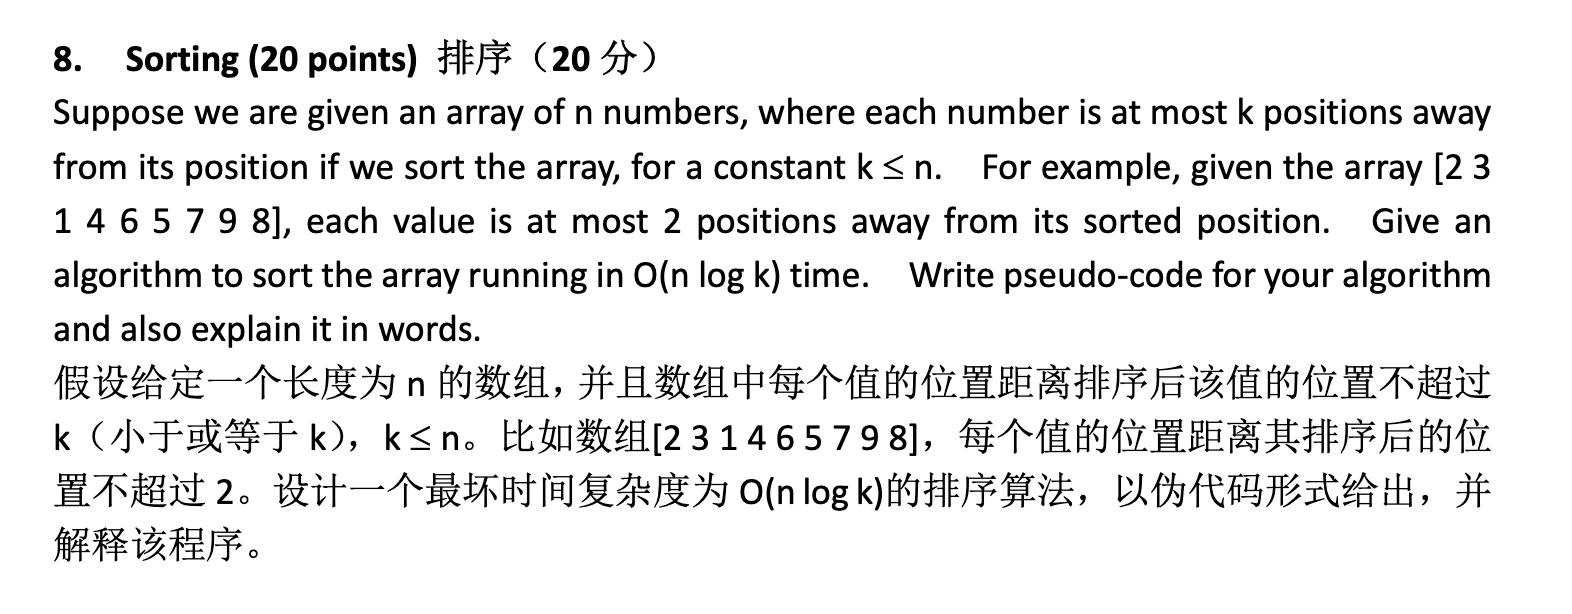 8. Sorting (20 points) 排序（20 分）
Suppose we are given an array of n numbers, where each number is at most k positions away
from its position if we sort the array, for a constant k ≤ n. For example, given the array [2 3
1 4 6 5 7 9 8], each value is at most 2 positions away from its sorted position. Give an
algorithm to sort the array running in O(n log k) time. Write pseudo-code for your algorithm
and also explain it in words.
假设给定一个长度为 n 的数组，并且数组中每个值的位置距离排序后该值的位置不超过
k（小于或等于 k），k ≤ n。比如数组[2 3 1 4 6 5 7 9 8]，每个值的位置距离其排序后的位
置不超过 2。设计一个最坏时间复杂度为 O(n log k)的排序算法，以伪代码形式给出，并
解释该程序。